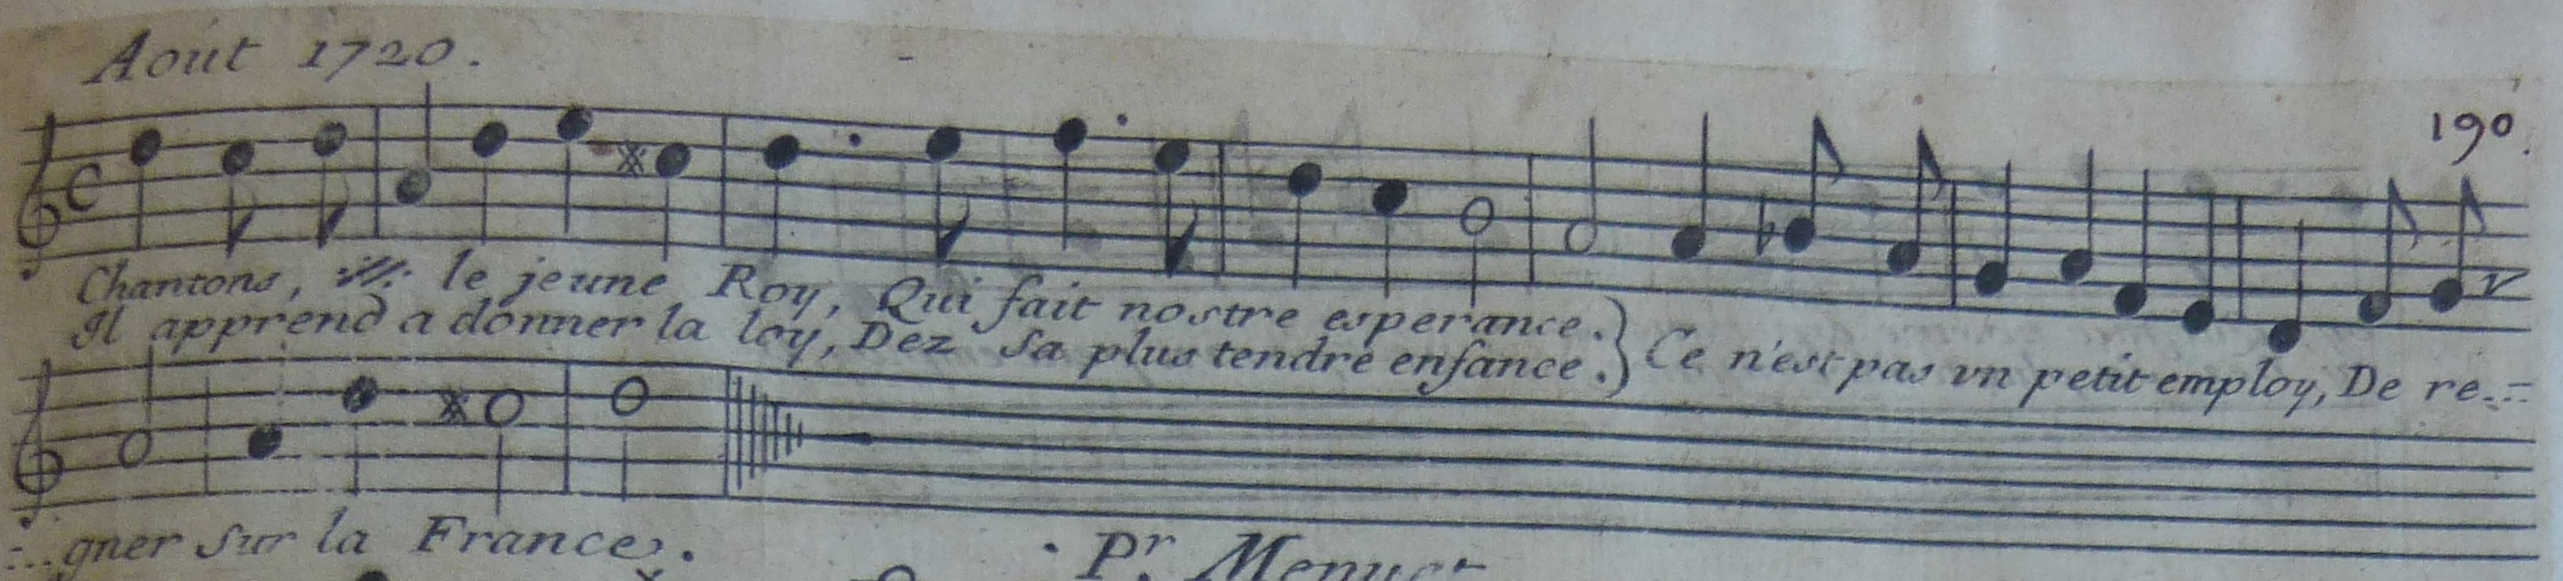 Aoút 1720.
190.
Chantons, le jeune Roy, Qui fait nostre esperance.
Il apprend a donner la loy, Dez Sa plus tendre enfance.
Ce n'est pas vn petit employ, De re..-
-..gner Sur la France.
Pr. Menuet